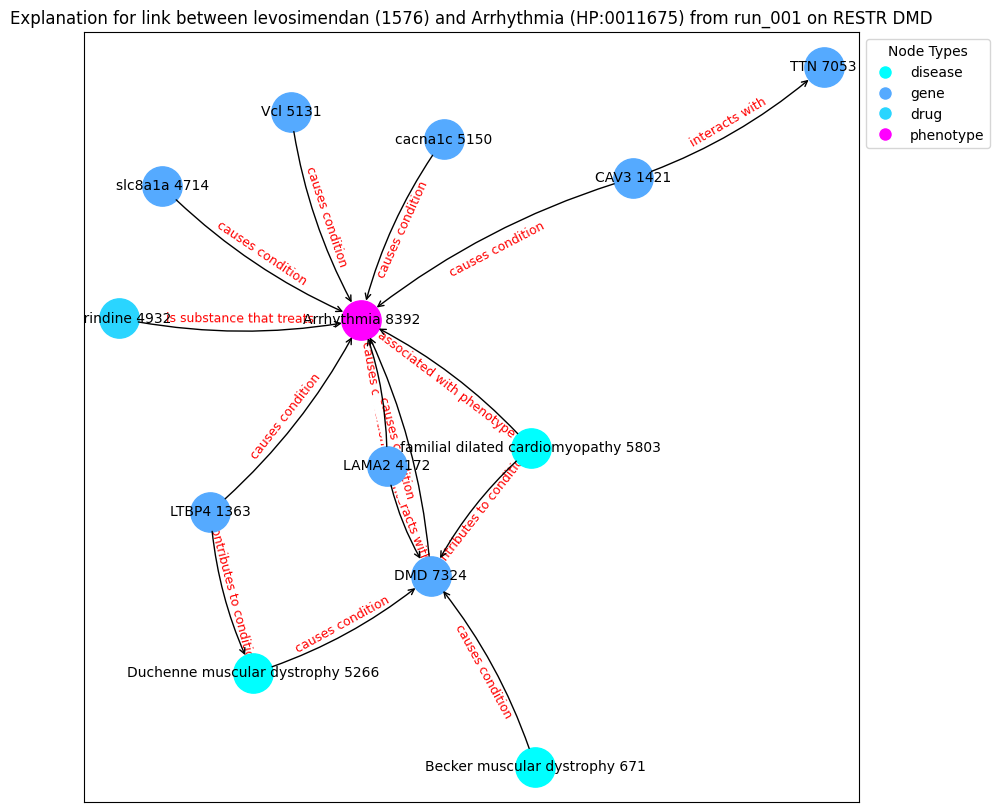 Explanation for link between levosimendan (1576) and Arrhythmia (HP:0011675) from run_001 on RESTR DMD
Node Types
disease
gene
drug
phenotype
TTN 7053
interacts with
Vcl 5131
cacna1c 5150
CAV3 1421
slc8a1a 4714
causes condition
causes condition
causes condition
causes condition
rindine 4932
is substance that treats
Arrhythmia 8392
associated with phenotype
causes condition
causes c
causes condition
familial dilated cardiomyopathy 5803
LAMA2 4172
LTBP4 1363
contributes to condition
interacts with
DMD 7324
contributes to condition
causes condition
causes condition
Duchenne muscular dystrophy 5266
Becker muscular dystrophy 671